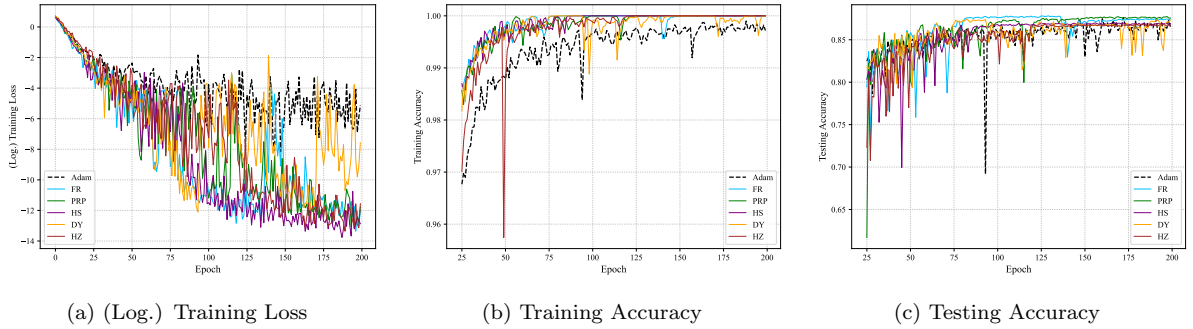 0
−2
−4
−6
−8
−10
−12
−14
(Log.) Training Loss
0
25
50
75
100
125
150
175
200
Epoch
Adam
FR
PRP
HS
DY
HZ
(a) (Log.) Training Loss
1.00
0.99
0.98
0.97
0.96
Training Accuracy
25
50
75
100
125
150
175
200
Epoch
Adam
FR
PRP
HS
DY
HZ
(b) Training Accuracy
0.85
0.80
0.75
0.70
0.65
Testing Accuracy
25
50
75
100
125
150
175
200
Epoch
Adam
FR
PRP
HS
DY
HZ
(c) Testing Accuracy